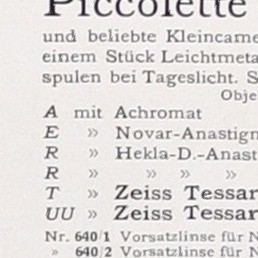 Piccolette
und beliebte Kleincame
einem Stück Leichtmeta
spulen bei Tageslicht. S
Obje
A mit Achromat
E » Novar-Anastign
R » Hekla-D.-Anast
R » » » »
T » Zeiss Tessar
UU » Zeiss Tessar
Nr. 640/1 Vorsatzlinse für N
» 640/2 Vorsatzlinse für N